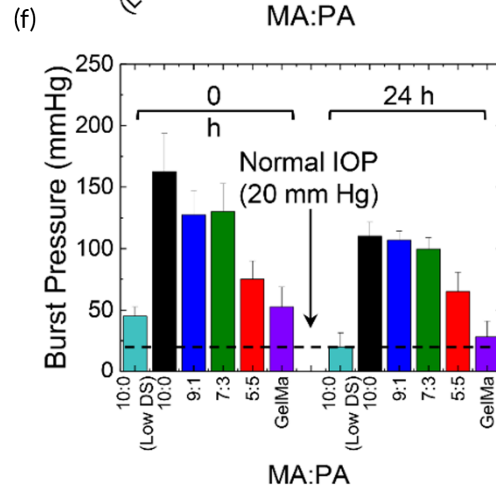 (f)
MA:PA
250
200
150
100
50
0
Burst Pressure (mmHg)
0
h
24 h
Normal IOP
(20 mm Hg)
10:0
(Low DS)
10:0
9:1
7:3
5:5
GelMa
10:0
(Low DS)
10:0
9:1
7:3
5:5
GelMa
MA:PA